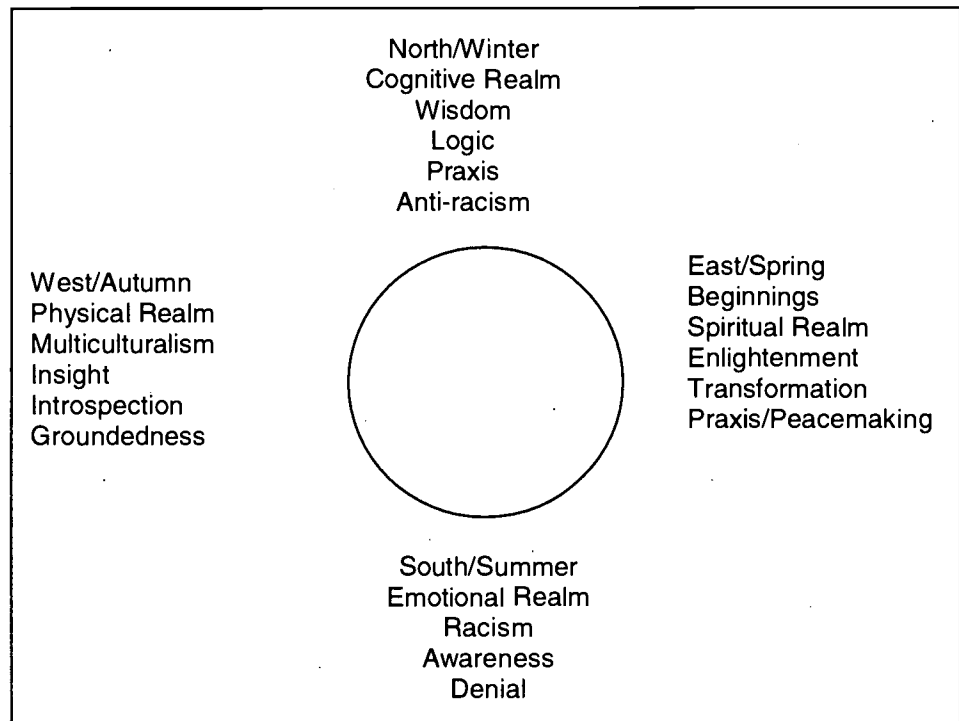 North/Winter
Cognitive Realm
Wisdom
Logic
Praxis
Anti-racism
West/Autumn
Physical Realm
Multiculturalism
Insight
Introspection
Groundedness
East/Spring
Beginnings
Spiritual Realm
Enlightenment
Transformation
Praxis/Peacemaking
South/Summer
Emotional Realm
Racism
Awareness
Denial